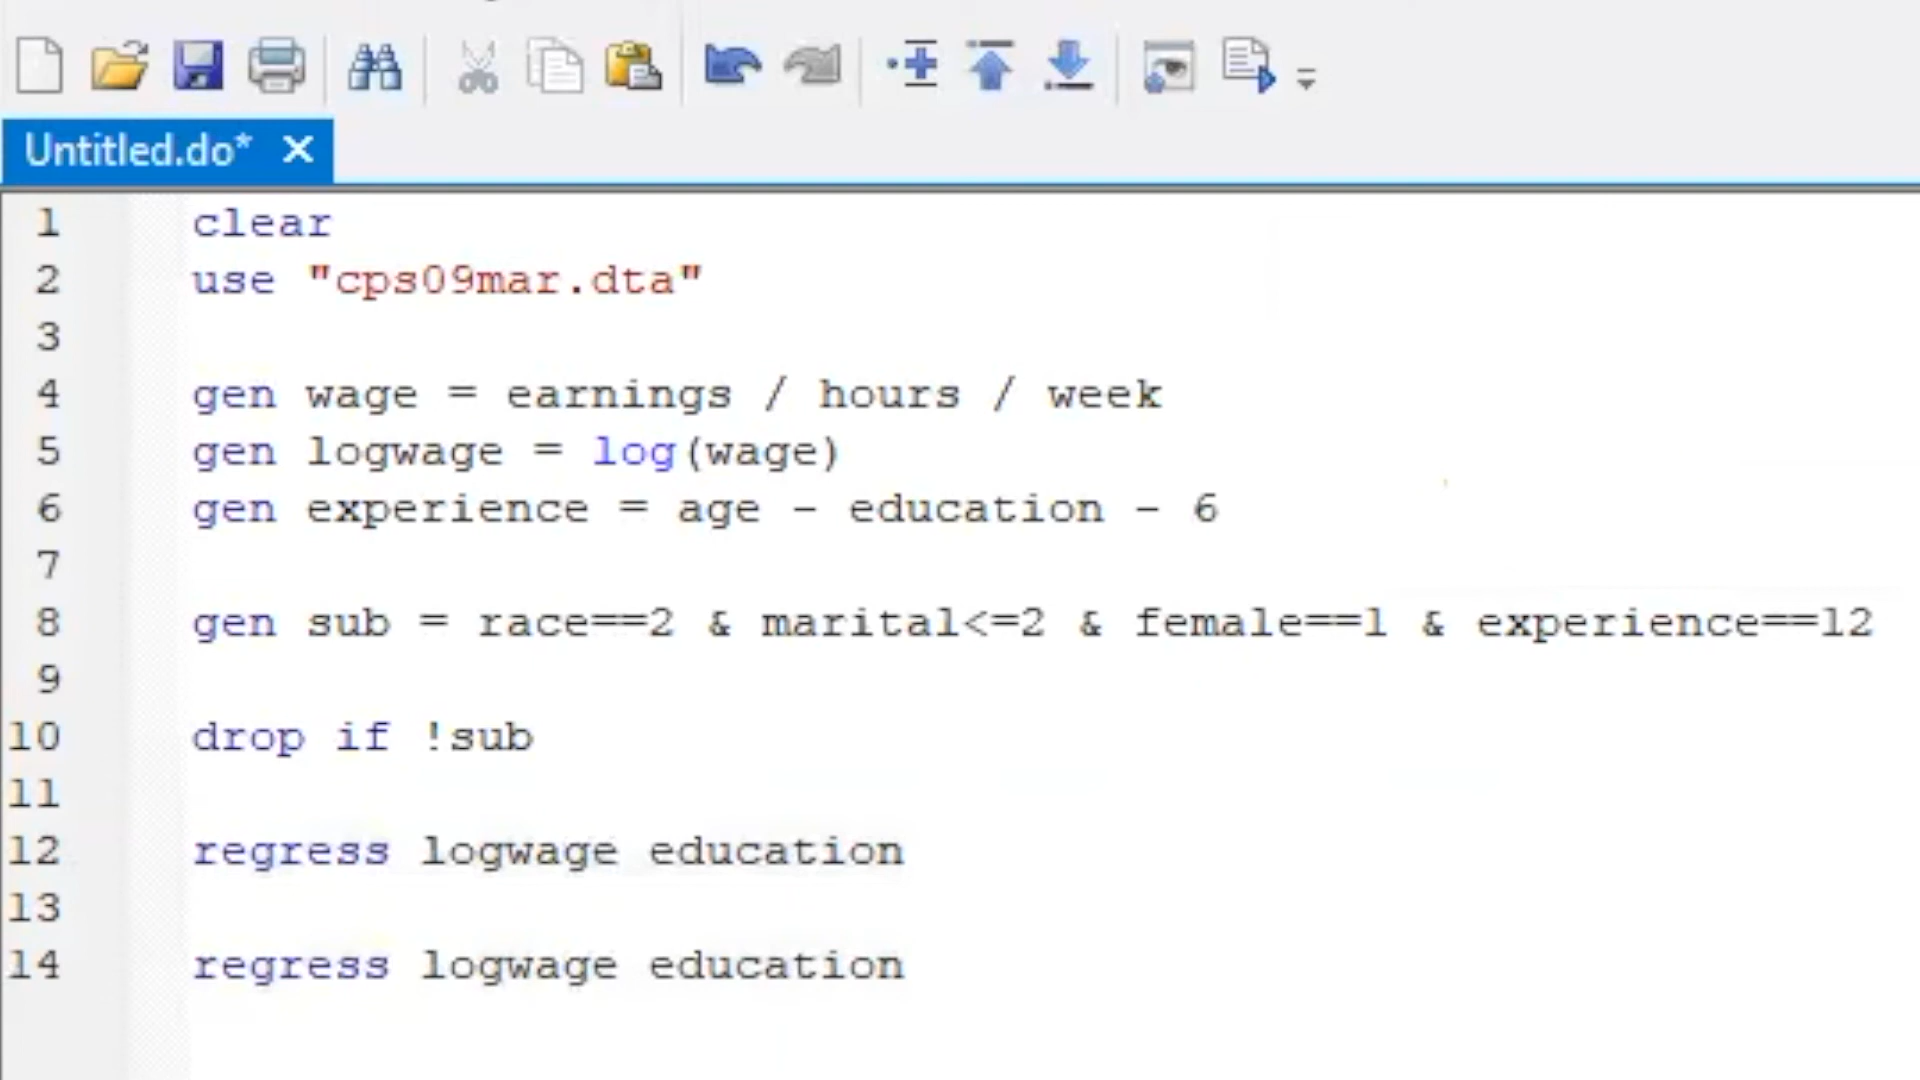 Untitled.do*
1 clear
2 use "cps09mar.dta"
3
4 gen wage = earnings / hours / week
5 gen logwage = log(wage)
6 gen experience = age - education - 6
7
8 gen sub = race==2 & marital<=2 & female==1 & experience==12
9
10 drop if !sub
11
12 regress logwage education
13
14 regress logwage education